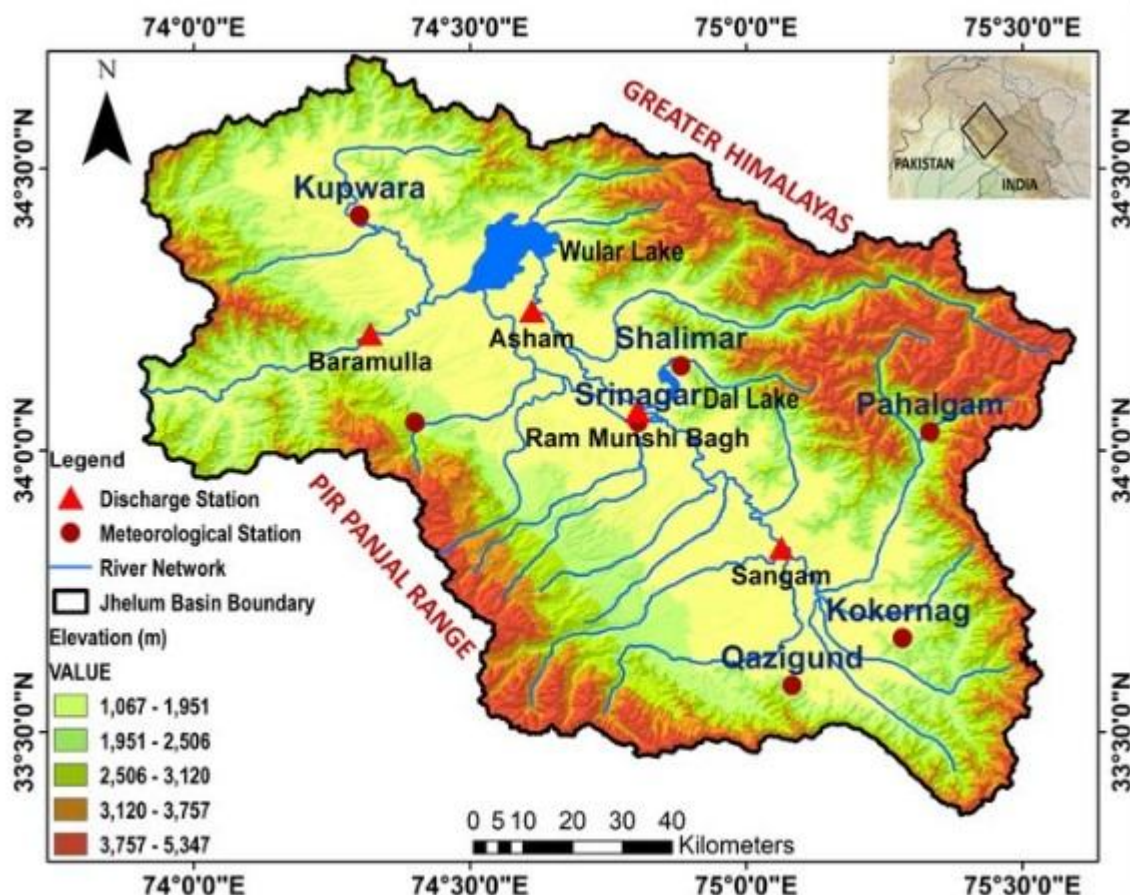 74°0'0"N
74°50'0"N
75°0'0"N
75°30'0"N
N
GREATER HIMALAYAS
PAKISTAN
INDIA
34°30'0"N
34°30'0"N
Kupwara
Wular Lake
Asham
Shalimar
Baramulla
Srinagar
Dal Lake
Pahalgam
Ram Munshi Bagh
34°0'0"N
34°0'0"N
PIR PANJAL RANGE
Sangam
Kokernag
Qazigund
33°30'0"N
33°30'0"N
Legend
Discharge Station
Meteorological Station
River Network
Jhelum Basin Boundary
Elevation (m)
VALUE
1,067 - 1,951
1,951 - 2,506
2,506 - 3,120
3,120 - 3,757
3,757 - 5,347
0 5 10 20 30 40
Kilometers
74°0'0"N
74°50'0"N
75°0'0"N
75°30'0"N